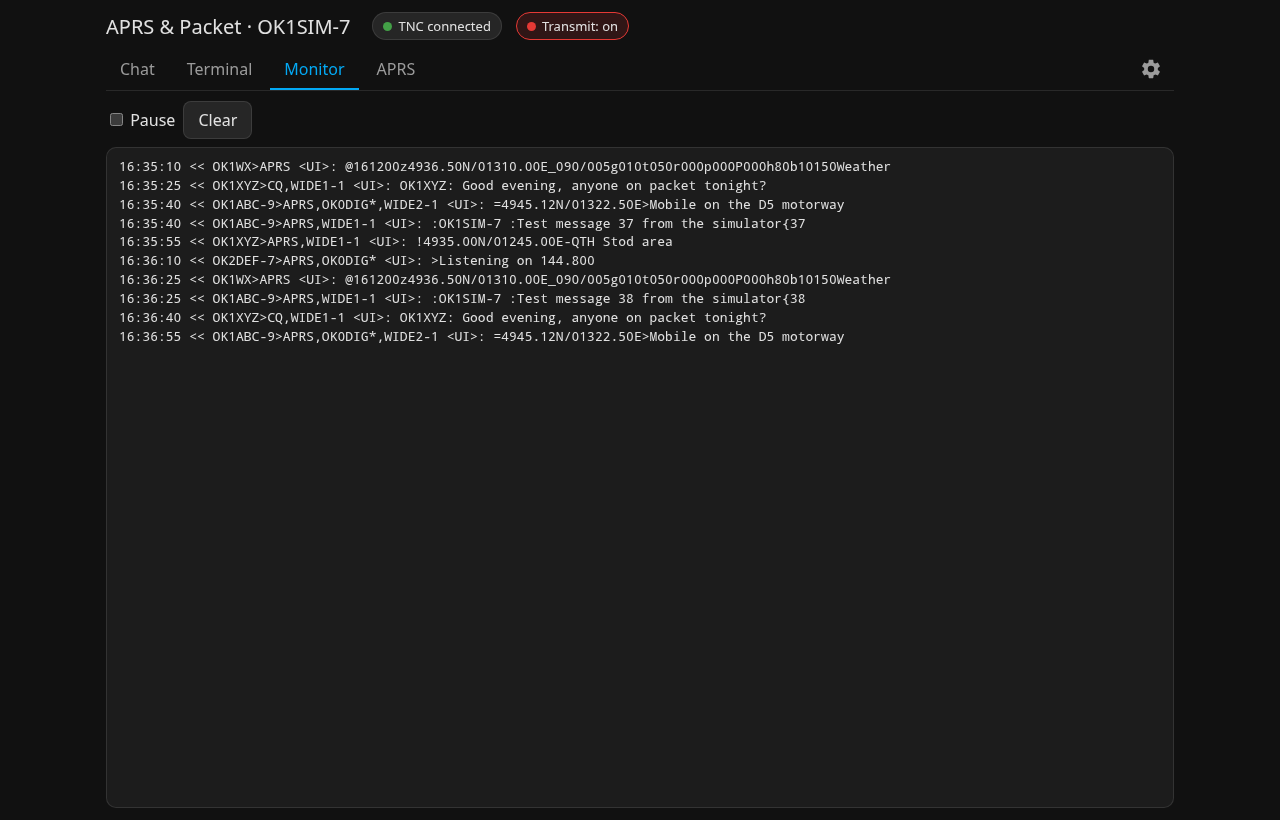 APRS & Packet · OK1SIM-7
TNC connected
Transmit: on
Chat
Terminal
Monitor
APRS
Pause
Clear
16:35:10 << OK1WX>APRS <UI>: @161200z4936.50N/01310.00E_090/005g010t050r000p000P000h80b10150Weather
16:35:25 << OK1XYZ>CQ,WIDE1-1 <UI>: OK1XYZ: Good evening, anyone on packet tonight?
16:35:40 << OK1ABC-9>APRS,OK0DIG*,WIDE2-1 <UI>: =4945.12N/01322.50E>Mobile on the D5 motorway
16:35:40 << OK1ABC-9>APRS,WIDE1-1 <UI>: :OK1SIM-7 :Test message 37 from the simulator{37
16:35:55 << OK1XYZ>APRS,WIDE1-1 <UI>: !4935.00N/01245.00E-QTH Stod area
16:36:10 << OK2DEF-7>APRS,OK0DIG* <UI>: >Listening on 144.800
16:36:25 << OK1WX>APRS <UI>: @161200z4936.50N/01310.00E_090/005g010t050r000p000P000h80b10150Weather
16:36:25 << OK1ABC-9>APRS,WIDE1-1 <UI>: :OK1SIM-7 :Test message 38 from the simulator{38
16:36:40 << OK1XYZ>CQ,WIDE1-1 <UI>: OK1XYZ: Good evening, anyone on packet tonight?
16:36:55 << OK1ABC-9>APRS,OK0DIG*,WIDE2-1 <UI>: =4945.12N/01322.50E>Mobile on the D5 motorway